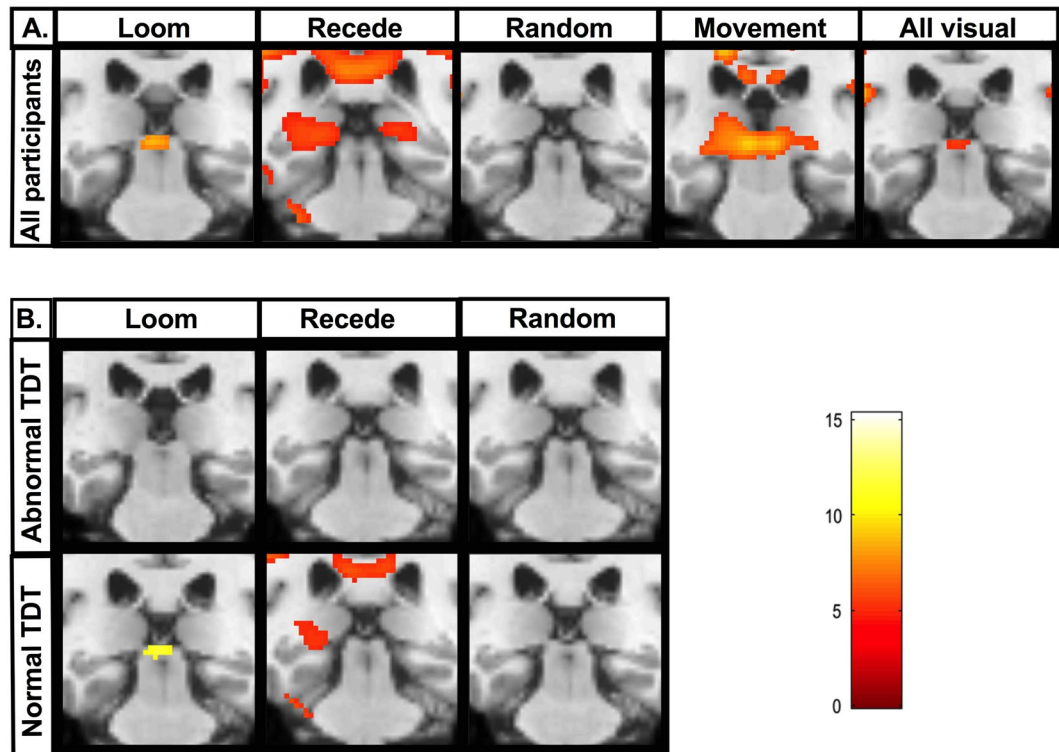 A. Loom Recede Random Movement All visual
All participants
B. Loom Recede Random
Abnormal TDT
Normal TDT
15
10
5
0